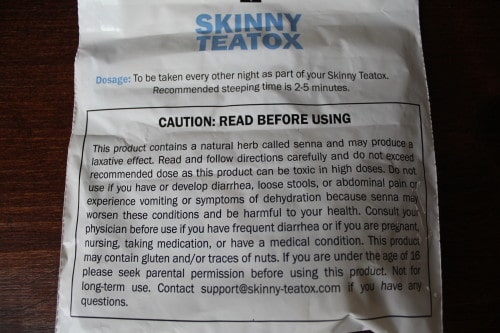 SKINNY
TEATOX
Dosage: To be taken every other night as part of your Skinny Teatox.
Recommended steeping time is 2-5 minutes.
CAUTION: READ BEFORE USING
This product contains a natural herb called senna and may produce a
laxative effect. Read and follow directions carefully and do not exceed
recommended dose as this product can be toxic in high doses. Do not
use if you have or develop diarrhea, loose stools, or abdominal pain or
experience vomiting or symptoms of dehydration because senna may
worsen these conditions and be harmful to your health. Consult your
physician before use if you have frequent diarrhea or if you are pregnant,
nursing, taking medication, or have a medical condition. This product
may contain gluten and/or traces of nuts. If you are under the age of 16
please seek parental permission before using this product. Not for
long-term use. Contact support@skinny-teatox.com if you have any
questions.